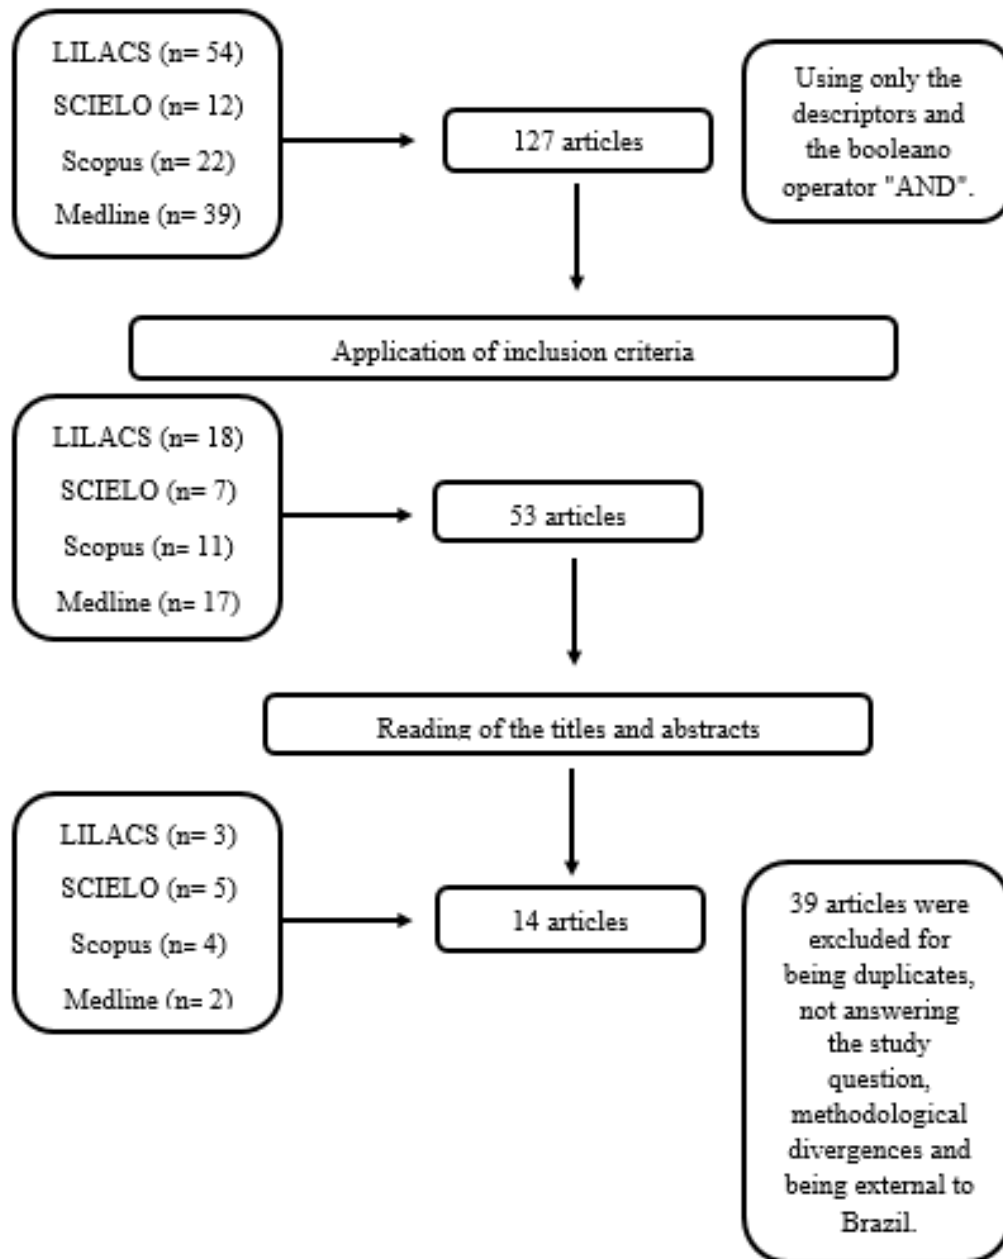 LILACS (n= 54)
SCIELO (n= 12)
Scopus (n= 22)
Medline (n= 39)
127 articles
Using only the
descriptors and
the booleano
operator "AND".
Application of inclusion criteria
LILACS (n= 18)
SCIELO (n= 7)
Scopus (n= 11)
Medline (n= 17)
53 articles
Reading of the titles and abstracts
LILACS (n= 3)
SCIELO (n= 5)
Scopus (n= 4)
Medline (n= 2)
14 articles
39 articles were
excluded for
being duplicates,
not answering
the study
question,
methodological
divergences and
being external to
Brazil.